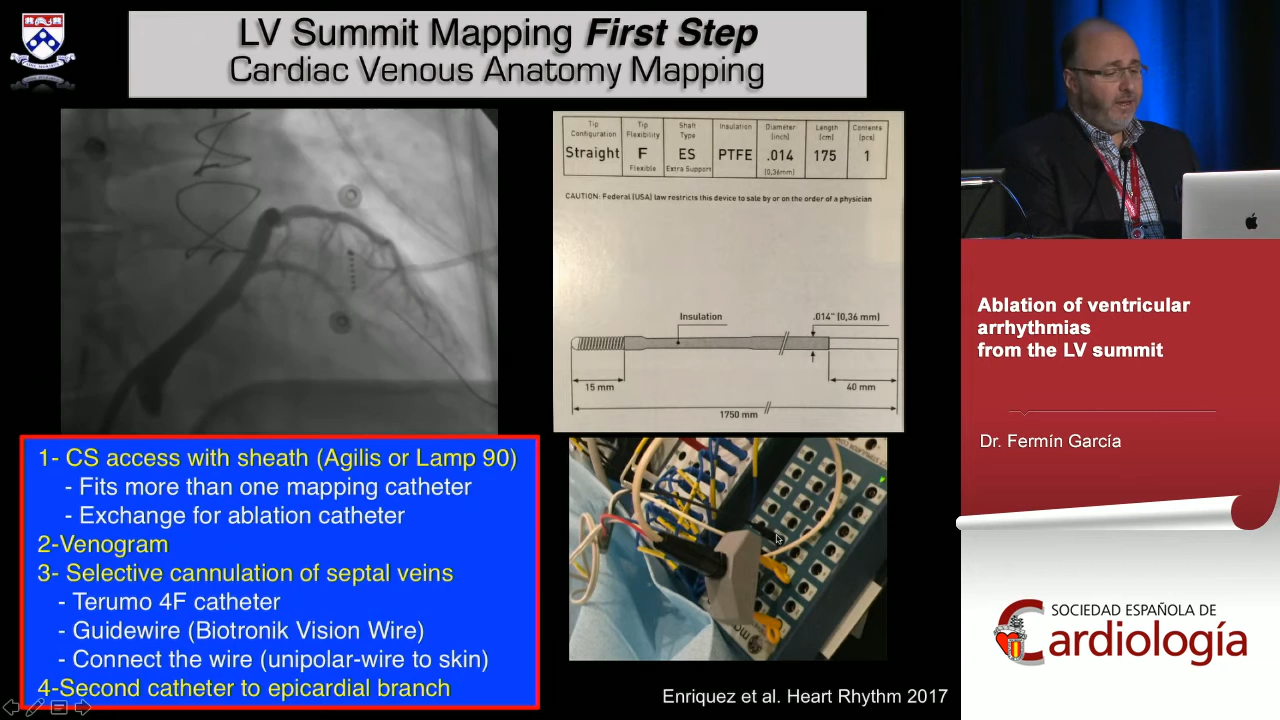 LV Summit Mapping First Step
Cardiac Venous Anatomy Mapping
Tip Configuration
Straight
Tip Flexibility
F
Flexible
Shaft Type
ES
Extra Support
Insulation
PTFE
Diameter (inch)
.014
(0,36mm)
Length (cm)
175
Contents (pcs)
1
CAUTION: Federal (USA) law restricts this device to sale by or on the order of a physician
Insulation
.014" (0,36 mm)
15 mm
40 mm
1750 mm
1- CS access with sheath (Agilis or Lamp 90)
- Fits more than one mapping catheter
- Exchange for ablation catheter
2-Venogram
3- Selective cannulation of septal veins
- Terumo 4F catheter
- Guidewire (Biotronik Vision Wire)
- Connect the wire (unipolar-wire to skin)
4-Second catheter to epicardial branch
Enriquez et al. Heart Rhythm 2017
Ablation of ventricular
arrhythmias
from the LV summit
Dr. Fermín García
SOCIEDAD ESPAÑOLA DE
Cardiología